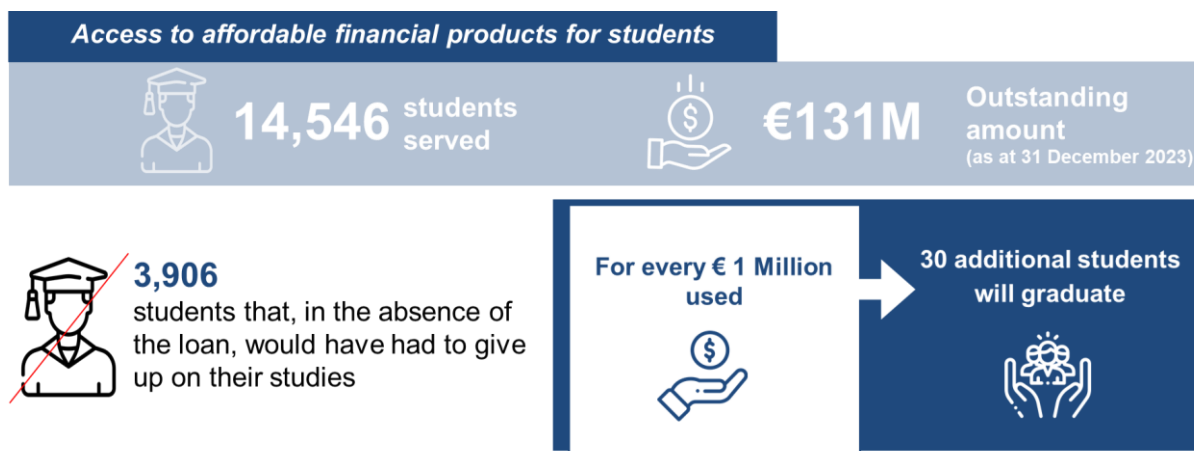 Access to affordable financial products for students
14,546 students
served
€131M
Outstanding
amount
(as at 31 December 2023)
3,906
students that, in the absence of
the loan, would have had to give
up on their studies
For every € 1 Million
used
30 additional students
will graduate